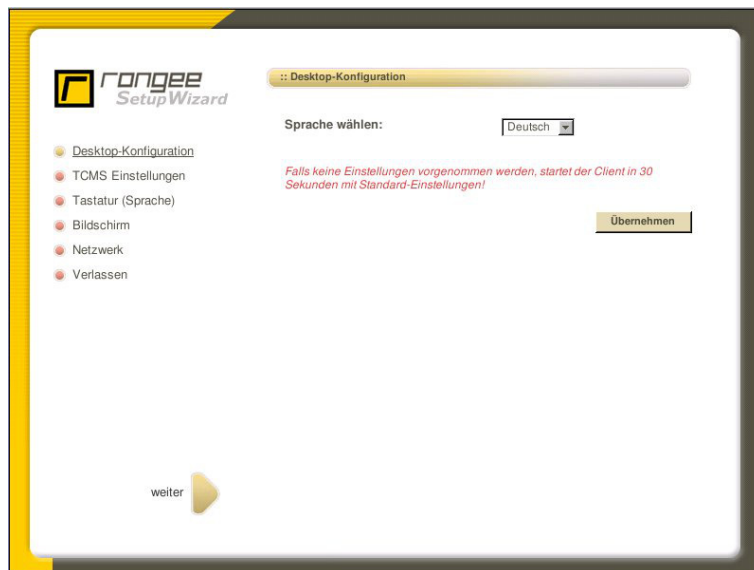 rangee
SetupWizard
:: Desktop-Konfiguration
Sprache wählen:
Deutsch
Desktop-Konfiguration
TCMS Einstellungen
Tastatur (Sprache)
Bildschirm
Netzwerk
Verlassen
Falls keine Einstellungen vorgenommen werden, startet der Client in 30
Sekunden mit Standard-Einstellungen!
Übernehmen
weiter